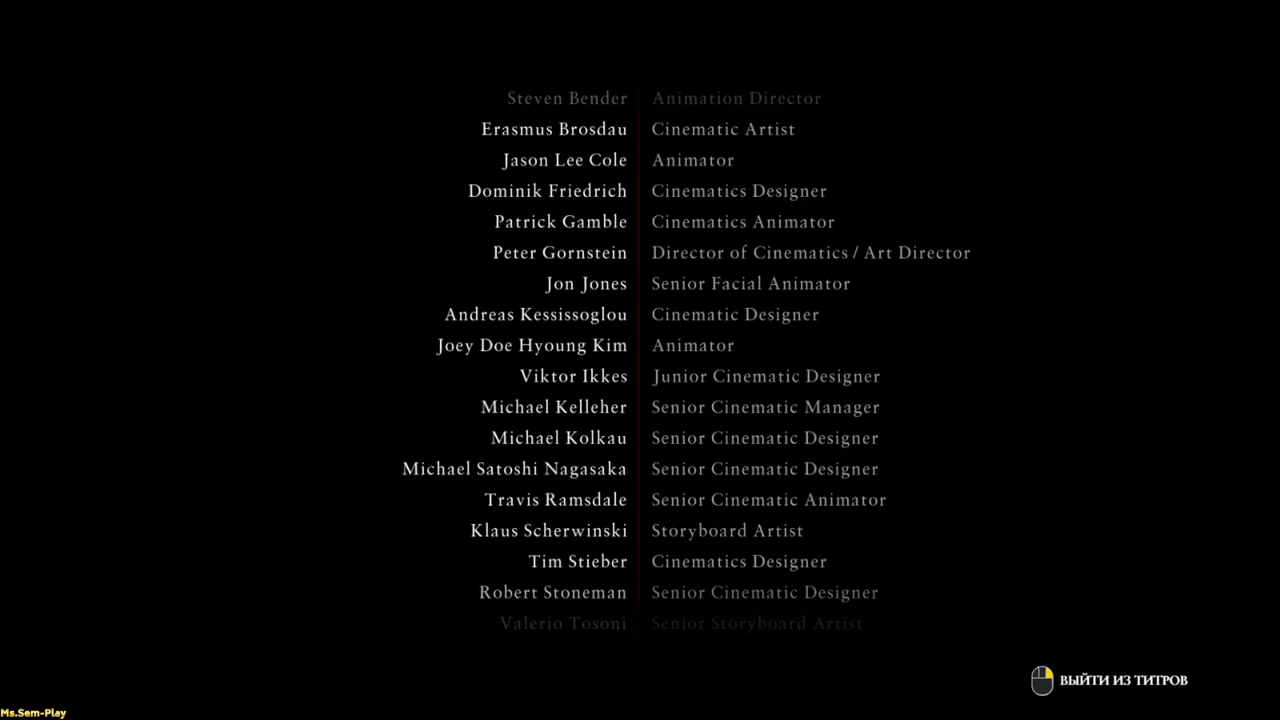 Steven Bender Animation Director
Erasmus Brosdau Cinematic Artist
Jason Lee Cole Animator
Dominik Friedrich Cinematics Designer
Patrick Gamble Cinematics Animator
Peter Gornstein Director of Cinematics / Art Director
Jon Jones Senior Facial Animator
Andreas Kessissoglou Cinematic Designer
Joey Doe Hyoung Kim Animator
Viktor Ikkes Junior Cinematic Designer
Michael Kelleher Senior Cinematic Manager
Michael Kolkau Senior Cinematic Designer
Michael Satoshi Nagasaka Senior Cinematic Designer
Travis Ramsdale Senior Cinematic Animator
Klaus Scherwinski Storyboard Artist
Tim Stieber Cinematics Designer
Robert Stoneman Senior Cinematic Designer
Valerio Tosoni Senior Storyboard Artist
ВЫЙТИ ИЗ ТИТРОВ
Ms.Sem-Play